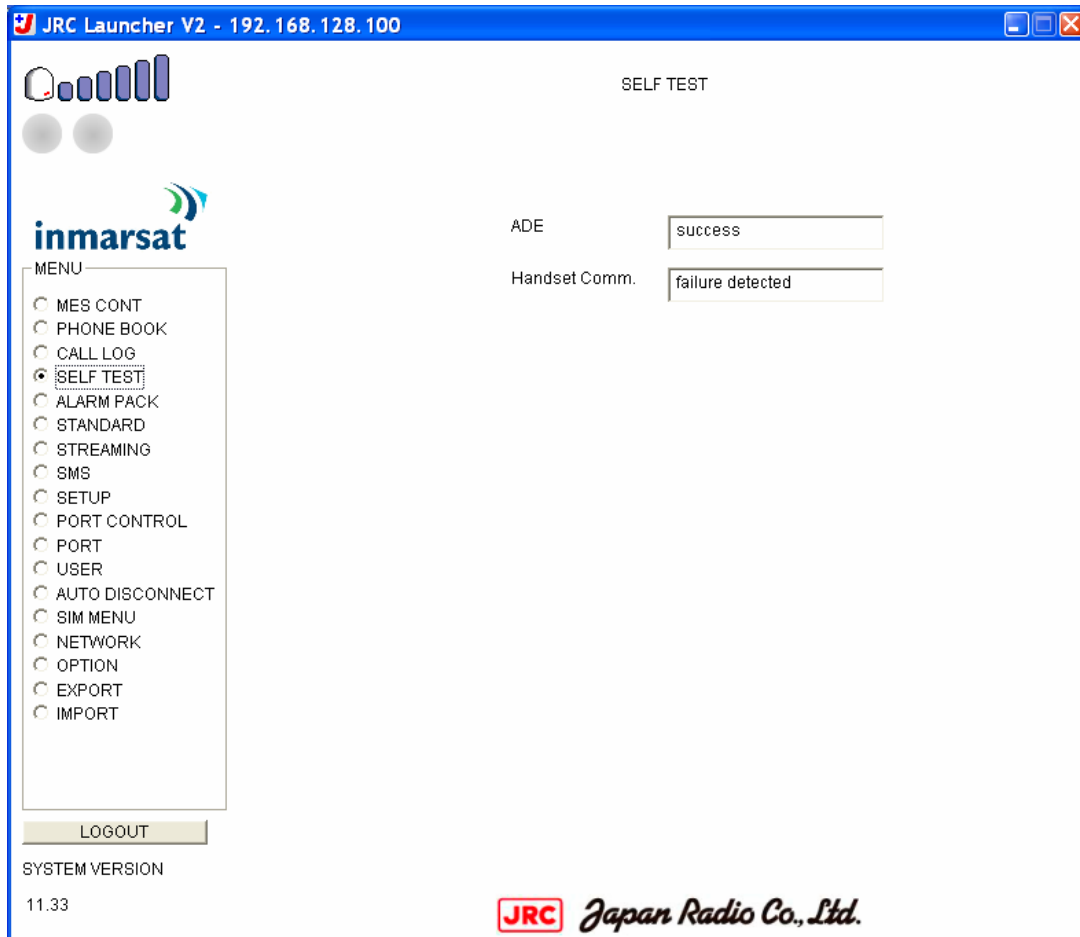 JRC Launcher V2 - 192.168.128.100
SELF TEST
inmarsat
ADE
success
Handset Comm.
failure detected
MENU
MES CONT
PHONE BOOK
CALL LOG
SELF TEST
ALARM PACK
STANDARD
STREAMING
SMS
SETUP
PORT CONTROL
PORT
USER
AUTO DISCONNECT
SIM MENU
NETWORK
OPTION
EXPORT
IMPORT
LOGOUT
SYSTEM VERSION
11.33
JRC Japan Radio Co., Ltd.